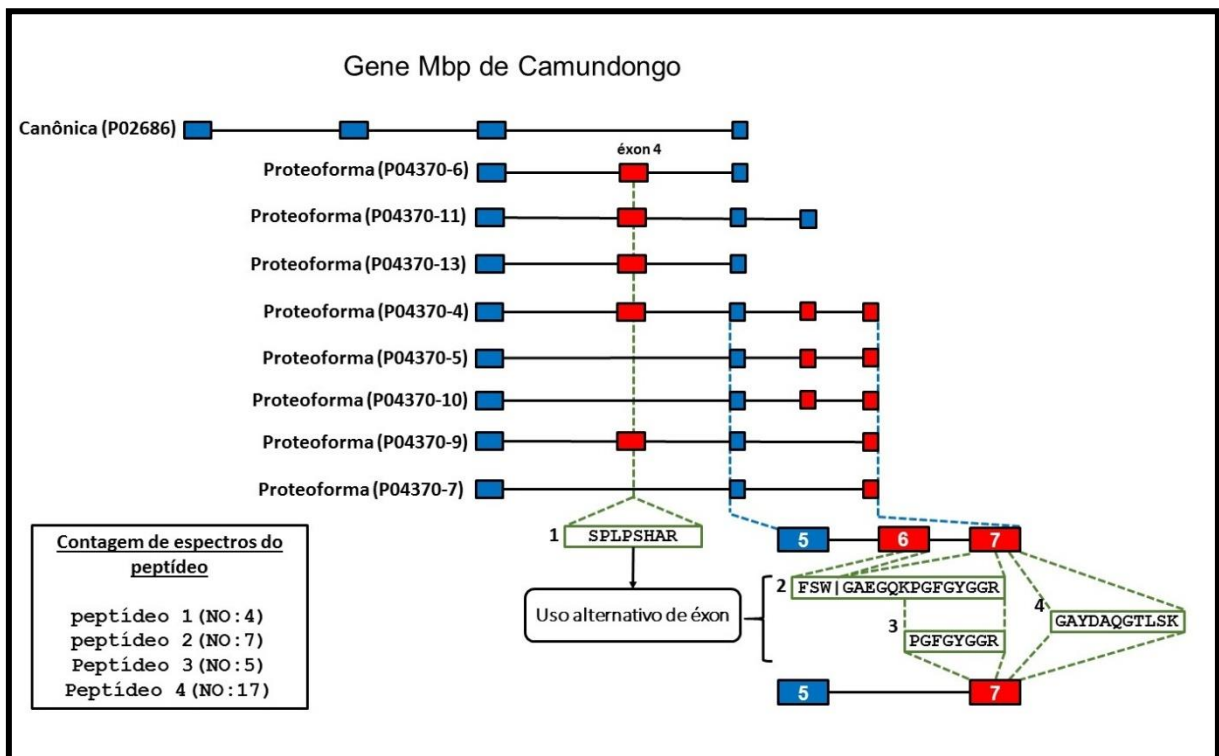 Gene Mbp de Camundongo
Canônica (P02686)
éxon 4
Proteoforma (P04370-6)
Proteoforma (P04370-11)
Proteoforma (P04370-13)
Proteoforma (P04370-4)
Proteoforma (P04370-5)
Proteoforma (P04370-10)
Proteoforma (P04370-9)
Proteoforma (P04370-7)
1 SPLPSHAR
5 6 7
2 FSW|GAEGQKPGFGYGGR
Uso alternativo de éxon
4 GAYDAQGTLSK
3 PGFGYGGR
5 7
Contagem de espectros do
peptídeo
peptídeo 1 (NO:4)
peptídeo 2 (NO:7)
Peptídeo 3 (NO:5)
Peptídeo 4 (NO:17)